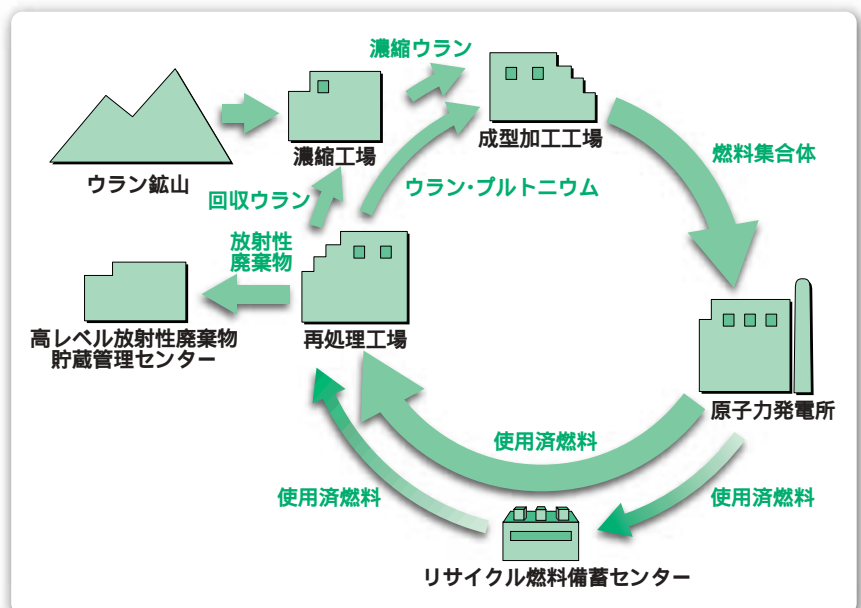 濃縮ウラン
濃縮工場
成型加工工場
燃料集合体
ウラン鉱山
回収ウラン
ウラン・プルトニウム
放射性
廃棄物
高レベル放射性廃棄物
貯蔵管理センター
再処理工場
原子力発電所
使用済燃料
使用済燃料
使用済燃料
リサイクル燃料備蓄センター